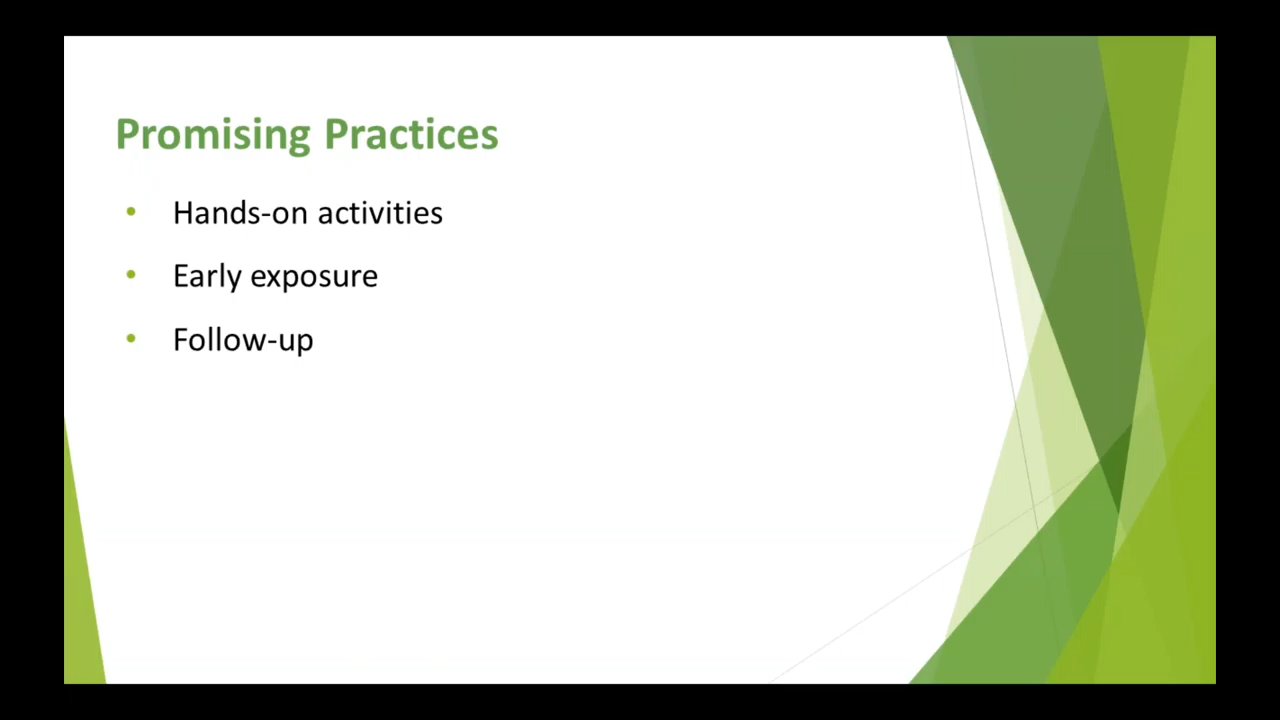 Promising Practices
• Hands-on activities
• Early exposure
• Follow-up